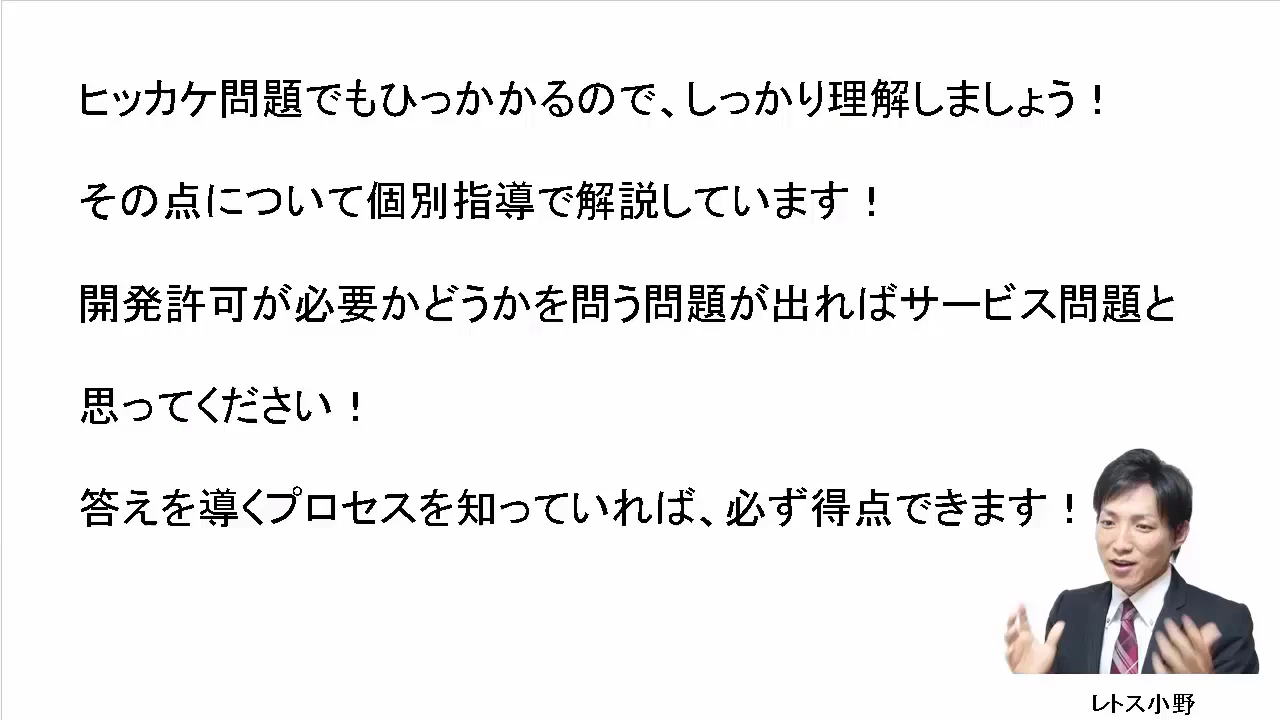 ヒッカケ問題でもひっかかるので、しっかり理解しましょう！
その点について個別指導で解説しています！
開発許可が必要かどうかを問う問題が出ればサービス問題と
思ってください！
答えを導くプロセスを知っていれば、必ず得点できます！
レトス小野